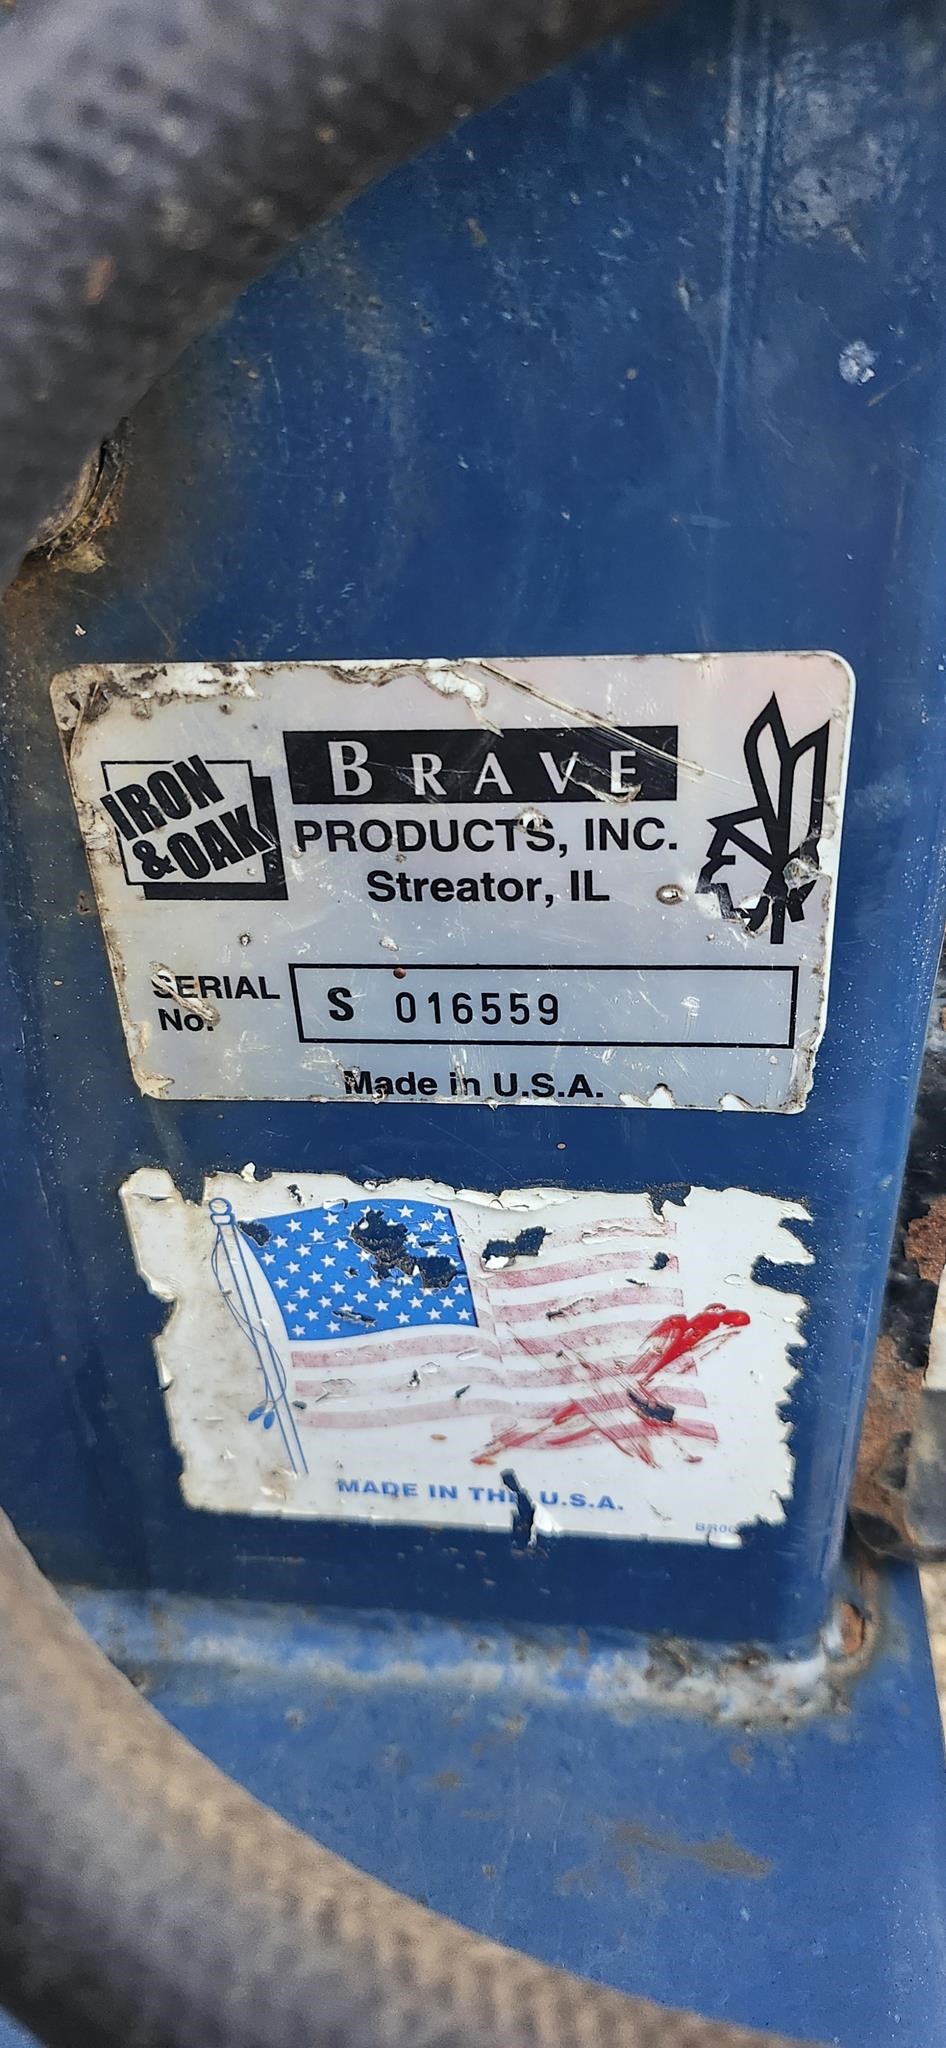 IRON
&OAK
BRAVE
PRODUCTS, INC.
Streator, IL
SERIAL
No.
S 016559
Made in U.S.A.
MADE IN THE U.S.A.